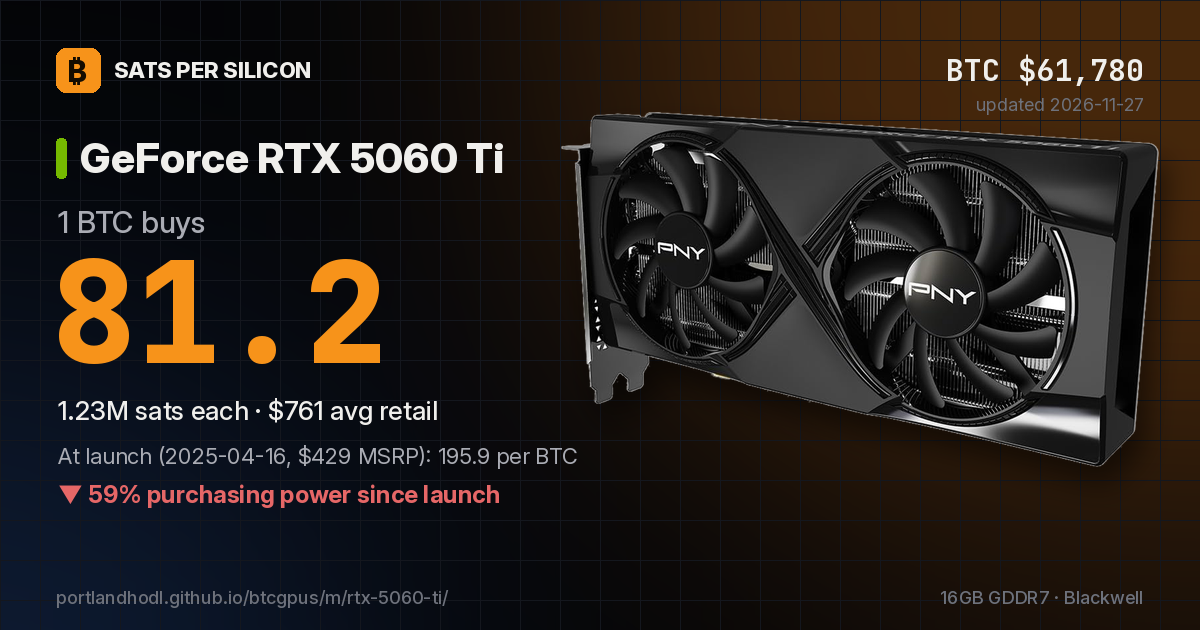 SATS PER SILICON
BTC $61,780
updated 2026-11-27
GeForce RTX 5060 Ti
1 BTC buys
81.2
1.23M sats each · $761 avg retail
At launch (2025-04-16, $429 MSRP): 195.9 per BTC
▼ 59% purchasing power since launch
PNY
PNY
portlandhodl.github.io/btcgpus/m/rtx-5060-ti/
16GB GDDR7 · Blackwell